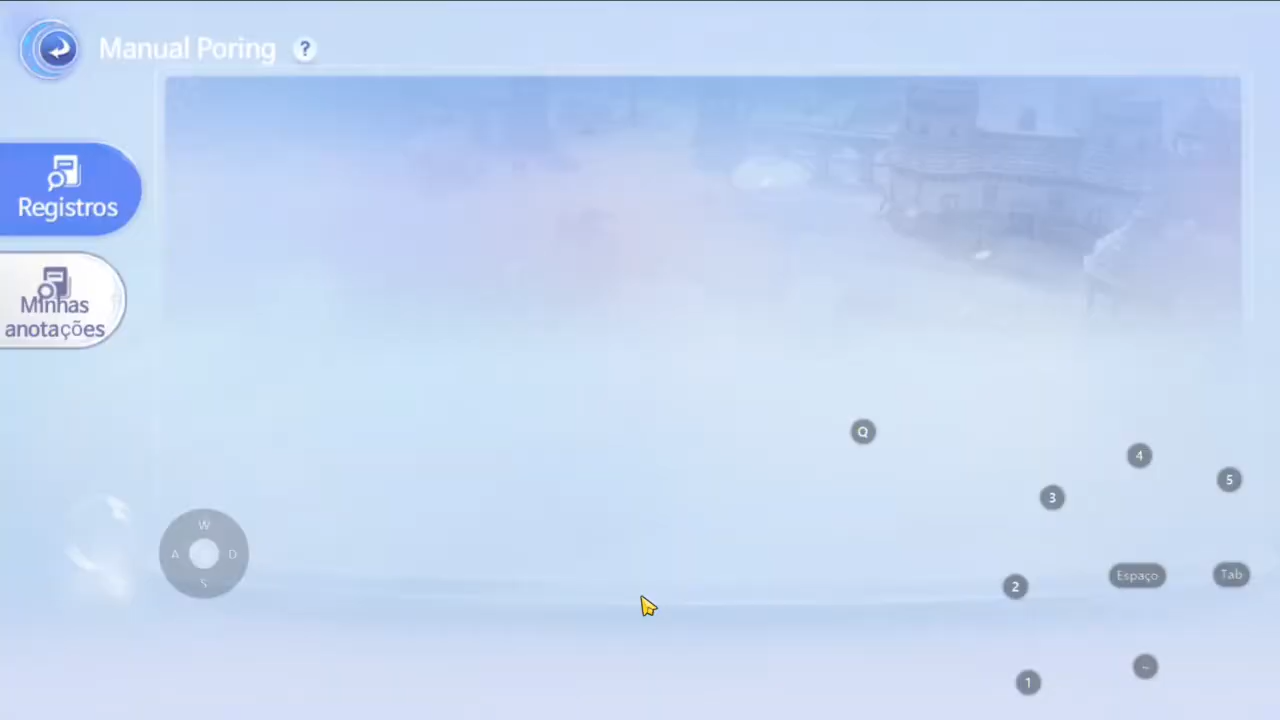 Manual Poring ?
Registros
Minhas
anotações
Q
4
5
3
W
A D
S
2
Espaço
Tab
1
~